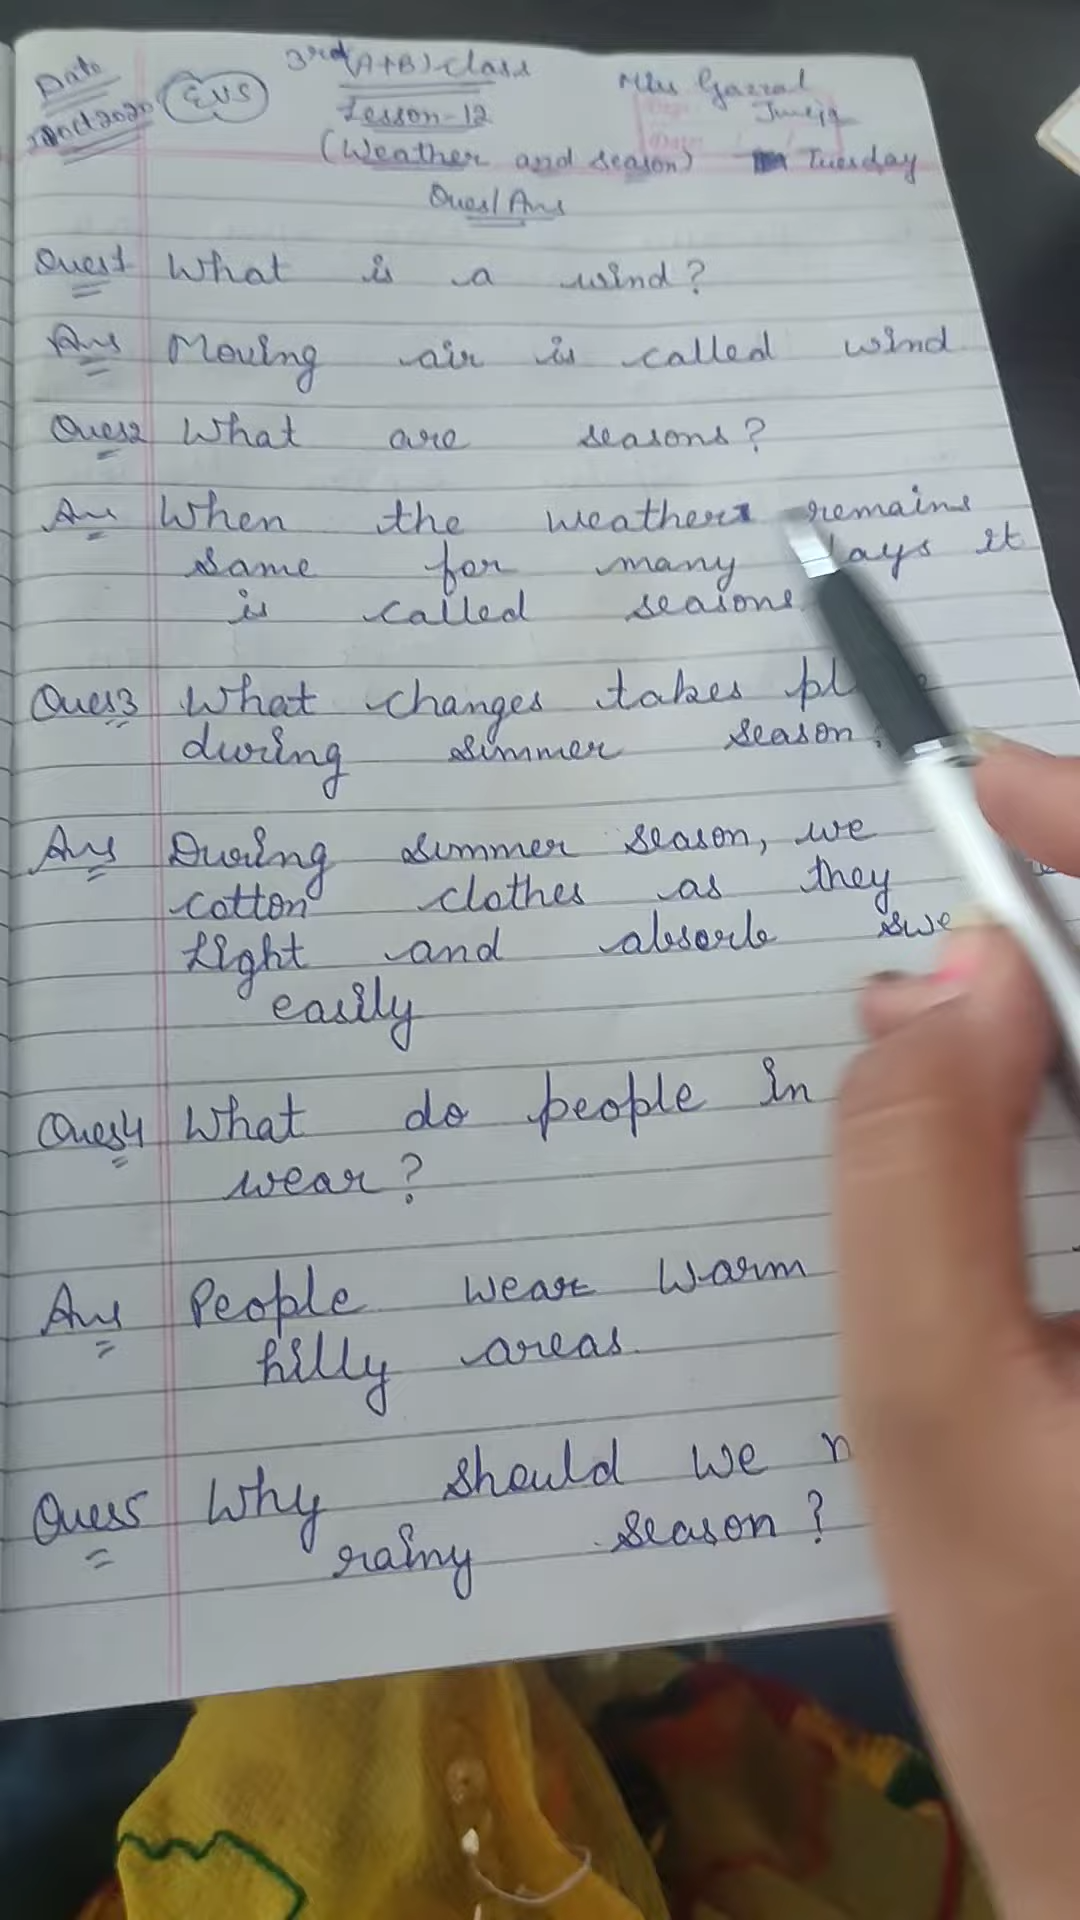 Date
EVS
3rd (A+B) class
Lesson-12
(Weather and season)
Tuesday
Ques/Ans
Ques1 What is a wind?
Ans Moving air is called wind
Ques2 What are seasons?
Ans When the weather remains
same for many days it
is called seasons
Ques3 What changes takes
during summer season
Ans During summer season, we
cotton clothes as they
light and absorb
easily
Ques4 What do people in
wear?
Ans People wear warm
hilly areas.
Ques5 Why should we
rainy season?